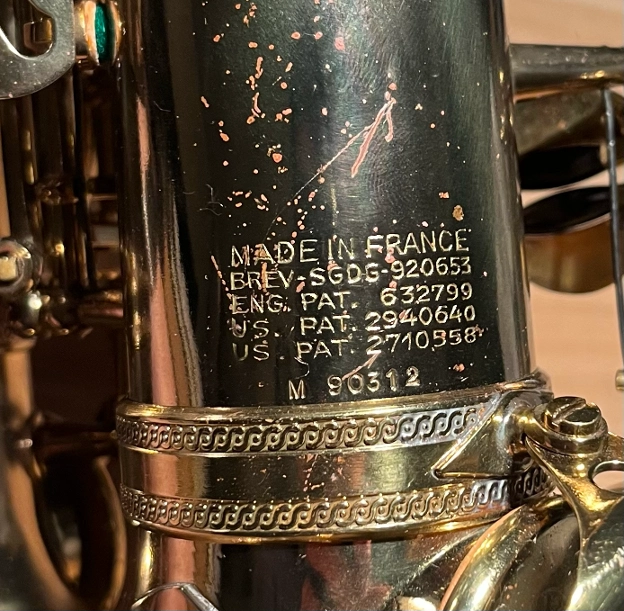 MADE IN FRANCE
BREV-SGDG-920653
ENG. PAT. 632799
US. PAT. 2940640
US. PAT. 2710558
M 90312